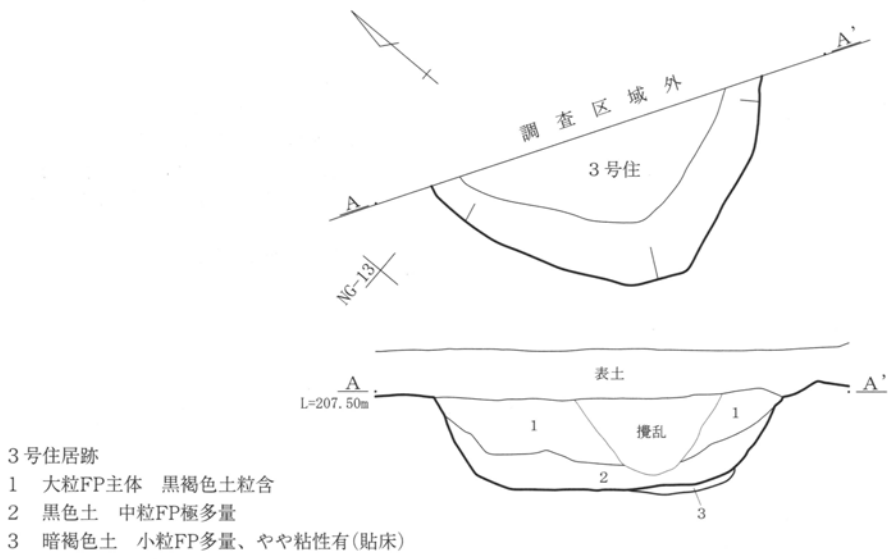 A'
調査区域外
3号住
A
NG-13
表土
A
A'
L=207.50m
1
攪乱
1
2
3
3号住居跡
1 大粒FP主体 黒褐色土粒含
2 黒色土 中粒FP極多量
3 暗褐色土 小粒FP多量、やや粘性有(貼床)